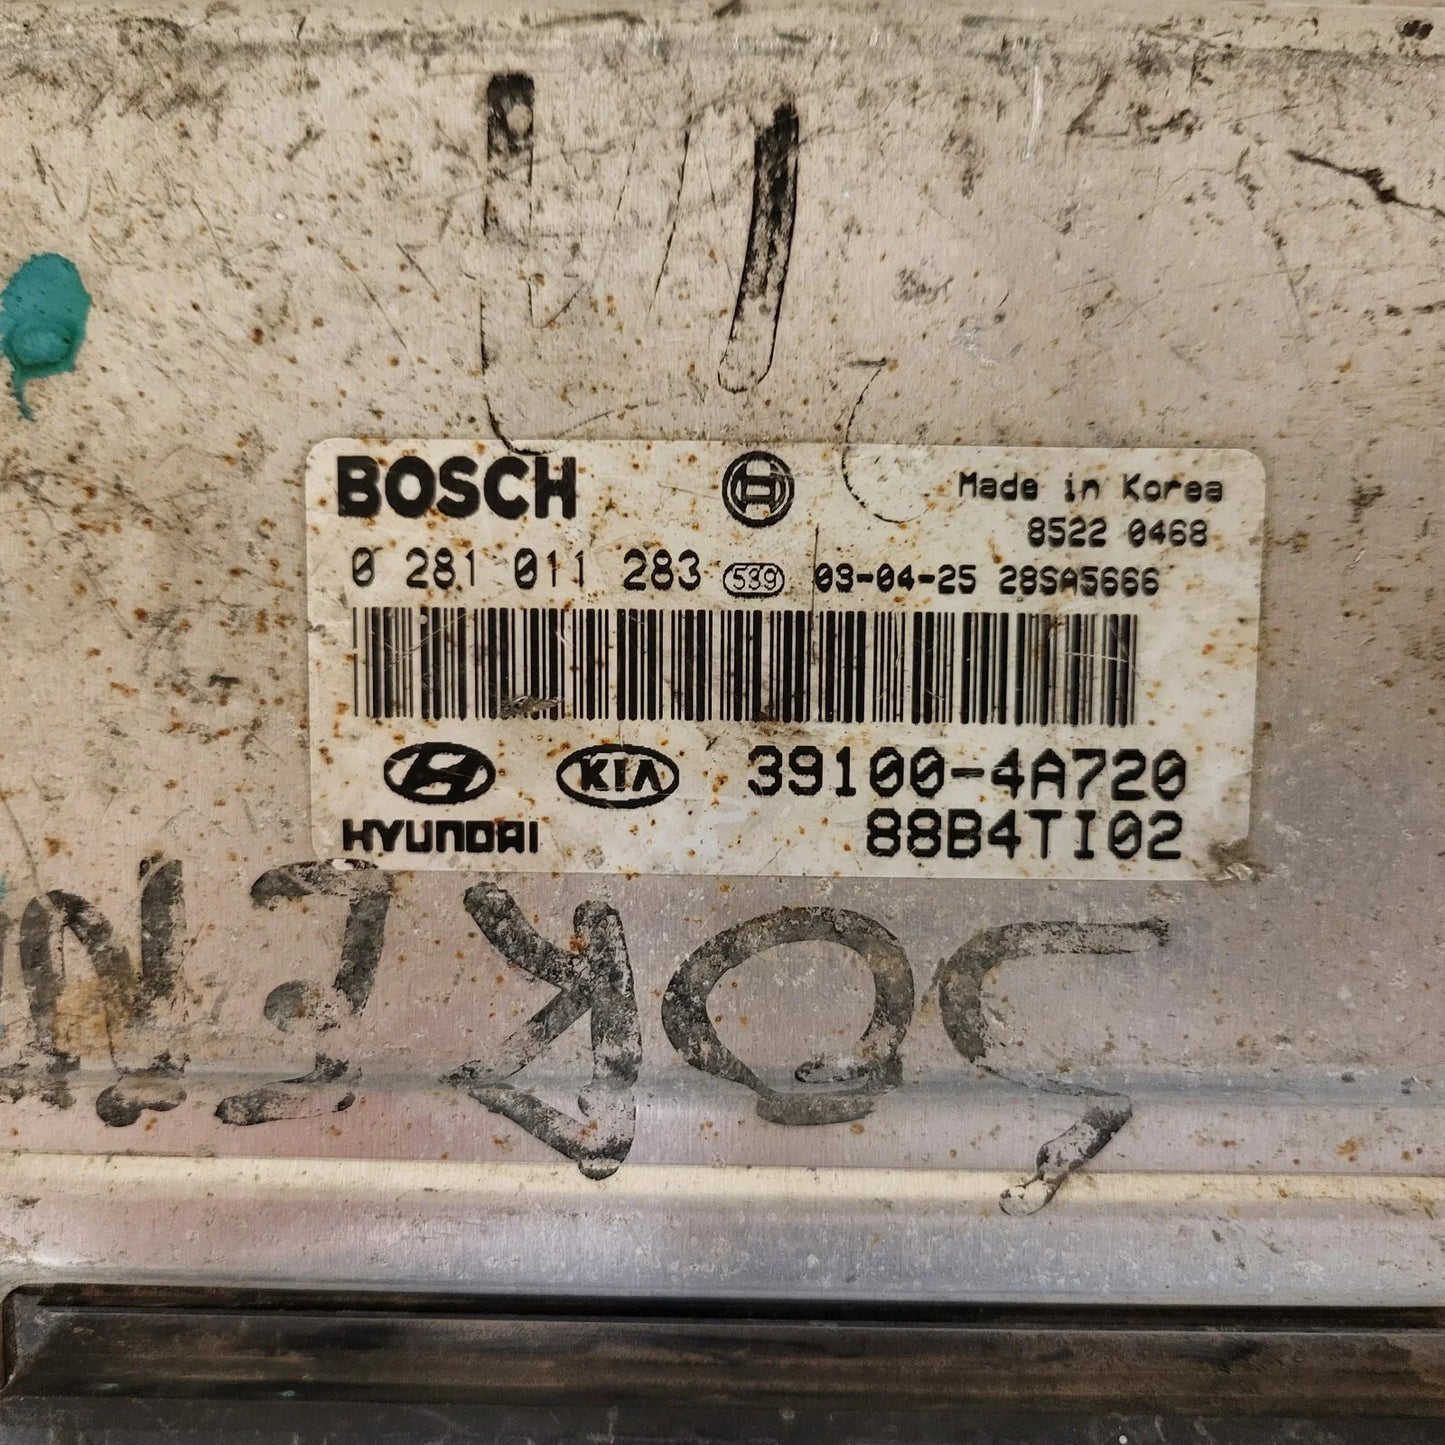 BOSCH
Made in Korea
8522 0468
0 281 011 283 539 03-04-25 28SA5666
KIA 39100-4A720
HYUNDAI 88B4TI02